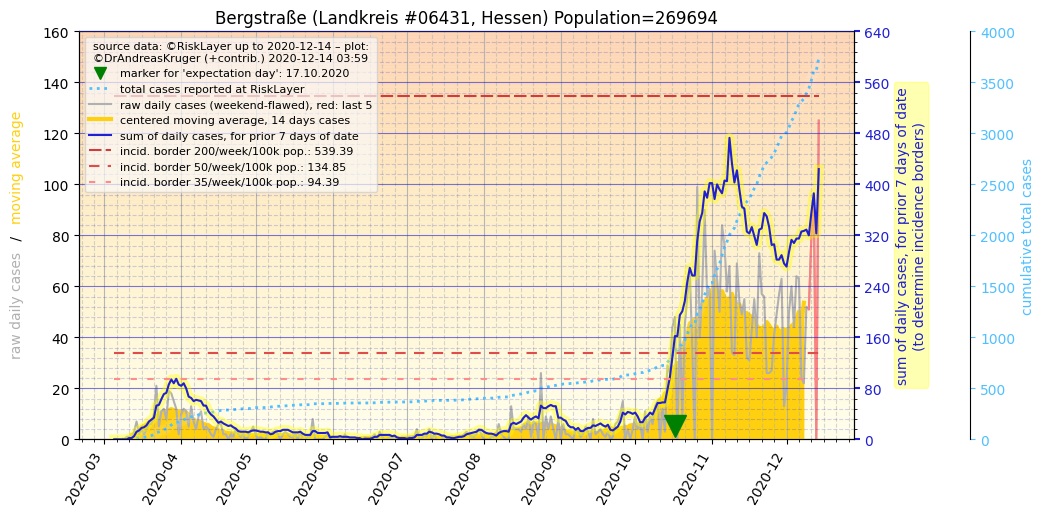 Bergstraße (Landkreis #06431, Hessen) Population=269694
source data: ©RiskLayer up to 2020-12-14 – plot:
©DrAndreasKruger (+contrib.) 2020-12-14 03:59
marker for 'expectation day': 17.10.2020
total cases reported at RiskLayer
raw daily cases (weekend-flawed), red: last 5
centered moving average, 14 days cases
sum of daily cases, for prior 7 days of date
incid. border 200/week/100k pop.: 539.39
incid. border 50/week/100k pop.: 134.85
incid. border 35/week/100k pop.: 94.39
raw daily cases / moving average
160
140
120
100
80
60
40
20
0
2020-03
2020-04
2020-05
2020-06
2020-07
2020-08
2020-09
2020-10
2020-11
2020-12
640
560
480
400
320
240
160
80
0
sum of daily cases, for prior 7 days of date
(to determine incidence borders)
4000
3500
3000
2500
2000
1500
1000
500
0
cumulative total cases